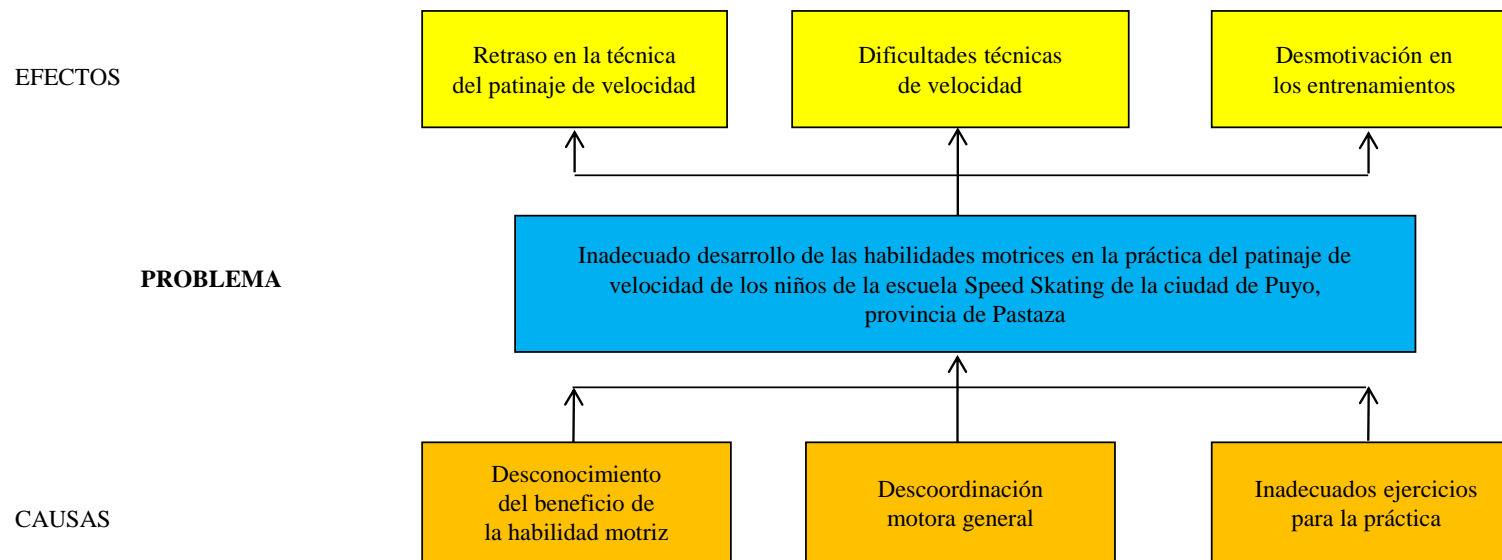 EFECTOS
Retraso en la técnica
del patinaje de velocidad
Dificultades técnicas
de velocidad
Desmotivación en
los entrenamientos
PROBLEMA
Inadecuado desarrollo de las habilidades motrices en la práctica del patinaje de
velocidad de los niños de la escuela Speed Skating de la ciudad de Puyo,
provincia de Pastaza
CAUSAS
Desconocimiento
del beneficio de
la habilidad motriz
Descoordinación
motora general
Inadecuados ejercicios
para la práctica